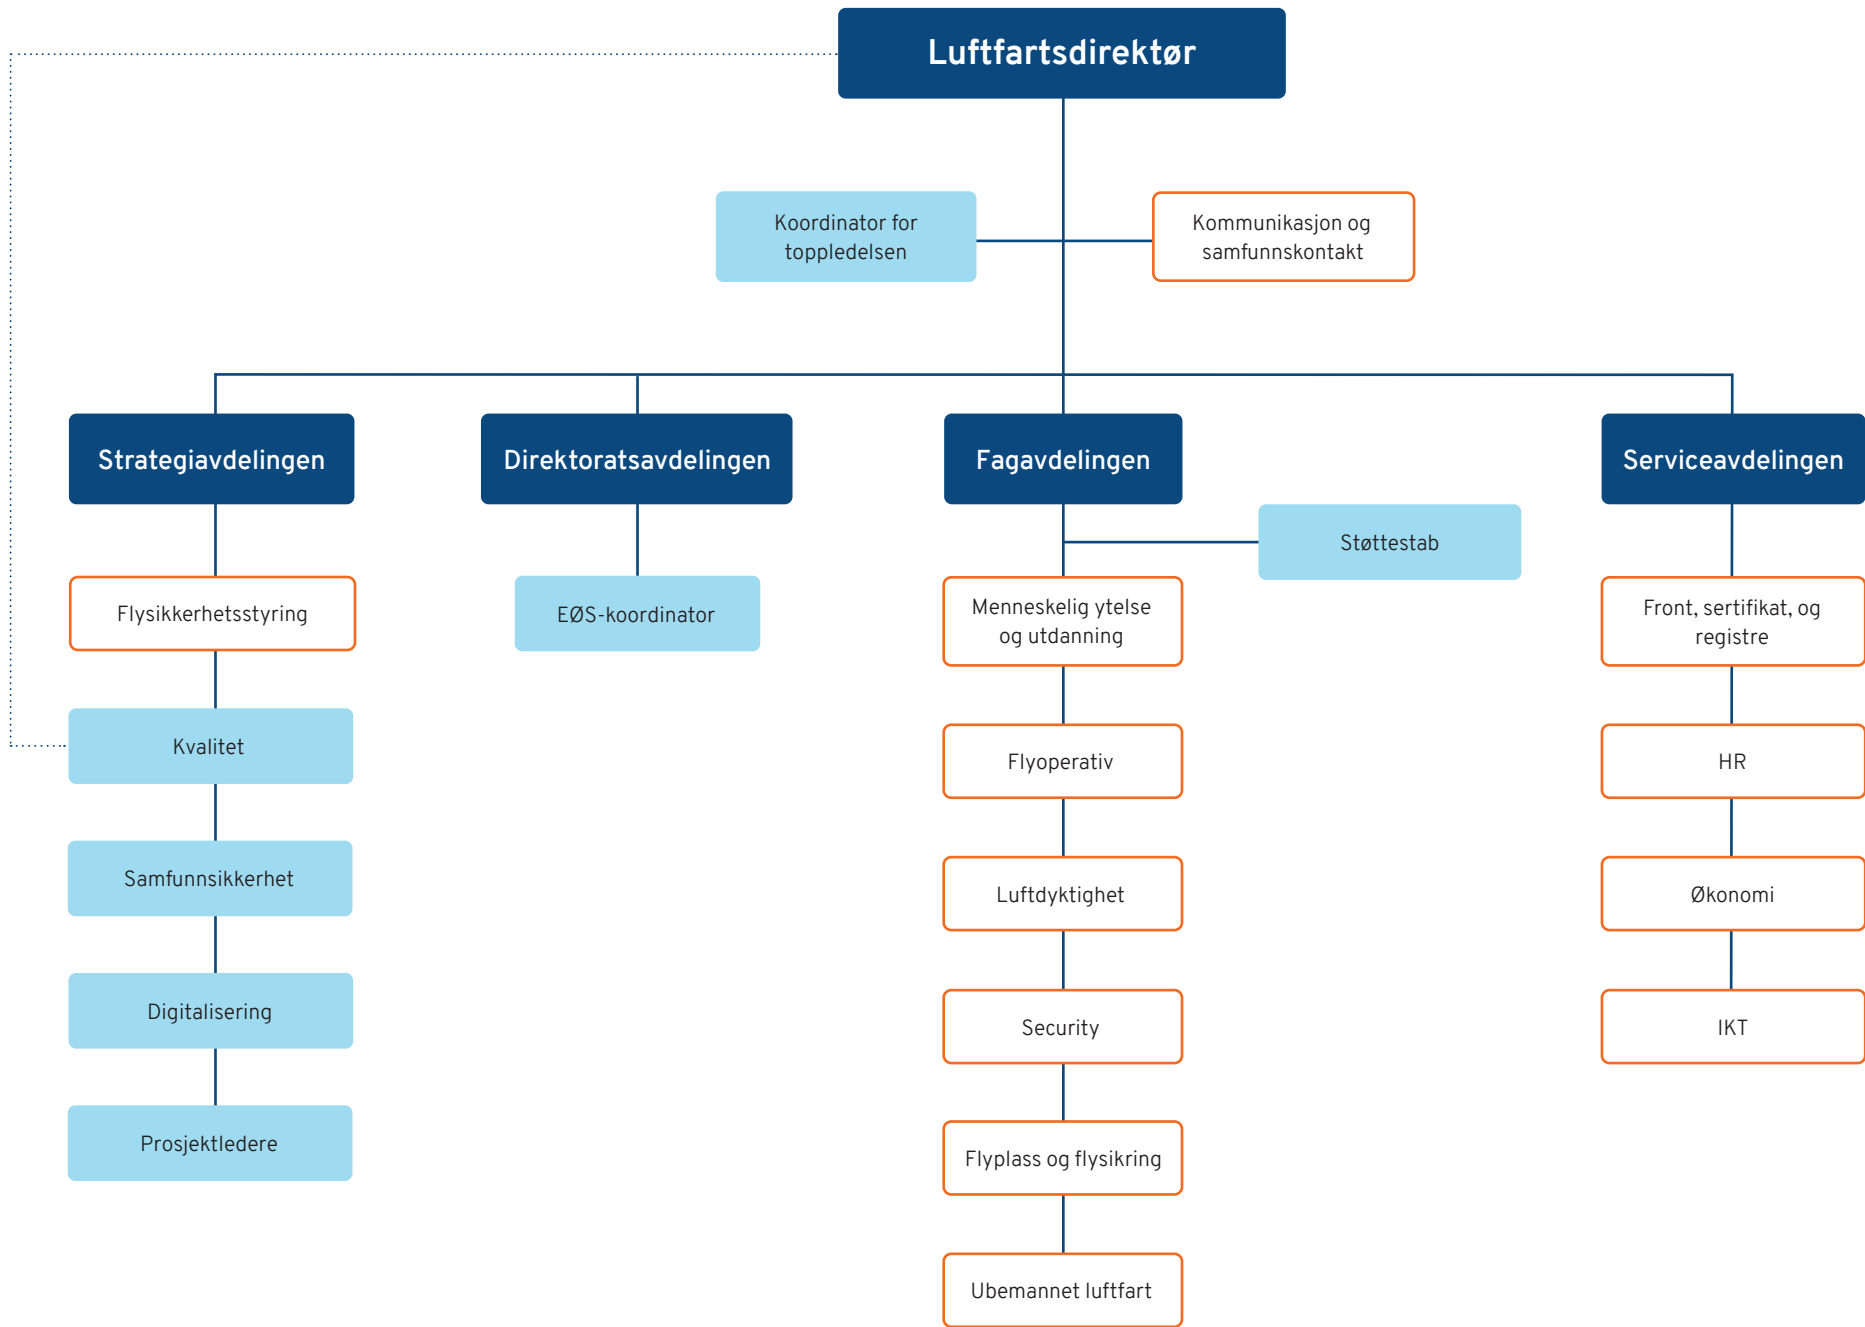 Luftfartsdirektør
Koordinator for
toppledelsen
Kommunikasjon og
samfunnskontakt
Strategiavdelingen
Direktoratsavdelingen
Fagavdelingen
Serviceavdelingen
Støttestab
Flysikkerhetsstyring
Kvalitet
Samfunnsikkerhet
Digitalisering
Prosjektledere
EØS-koordinator
Menneskelig ytelse
og utdanning
Flyoperativ
Luftdyktighet
Security
Flyplass og flysikring
Ubemannet luftfart
Front, sertifikat, og
registre
HR
Økonomi
IKT